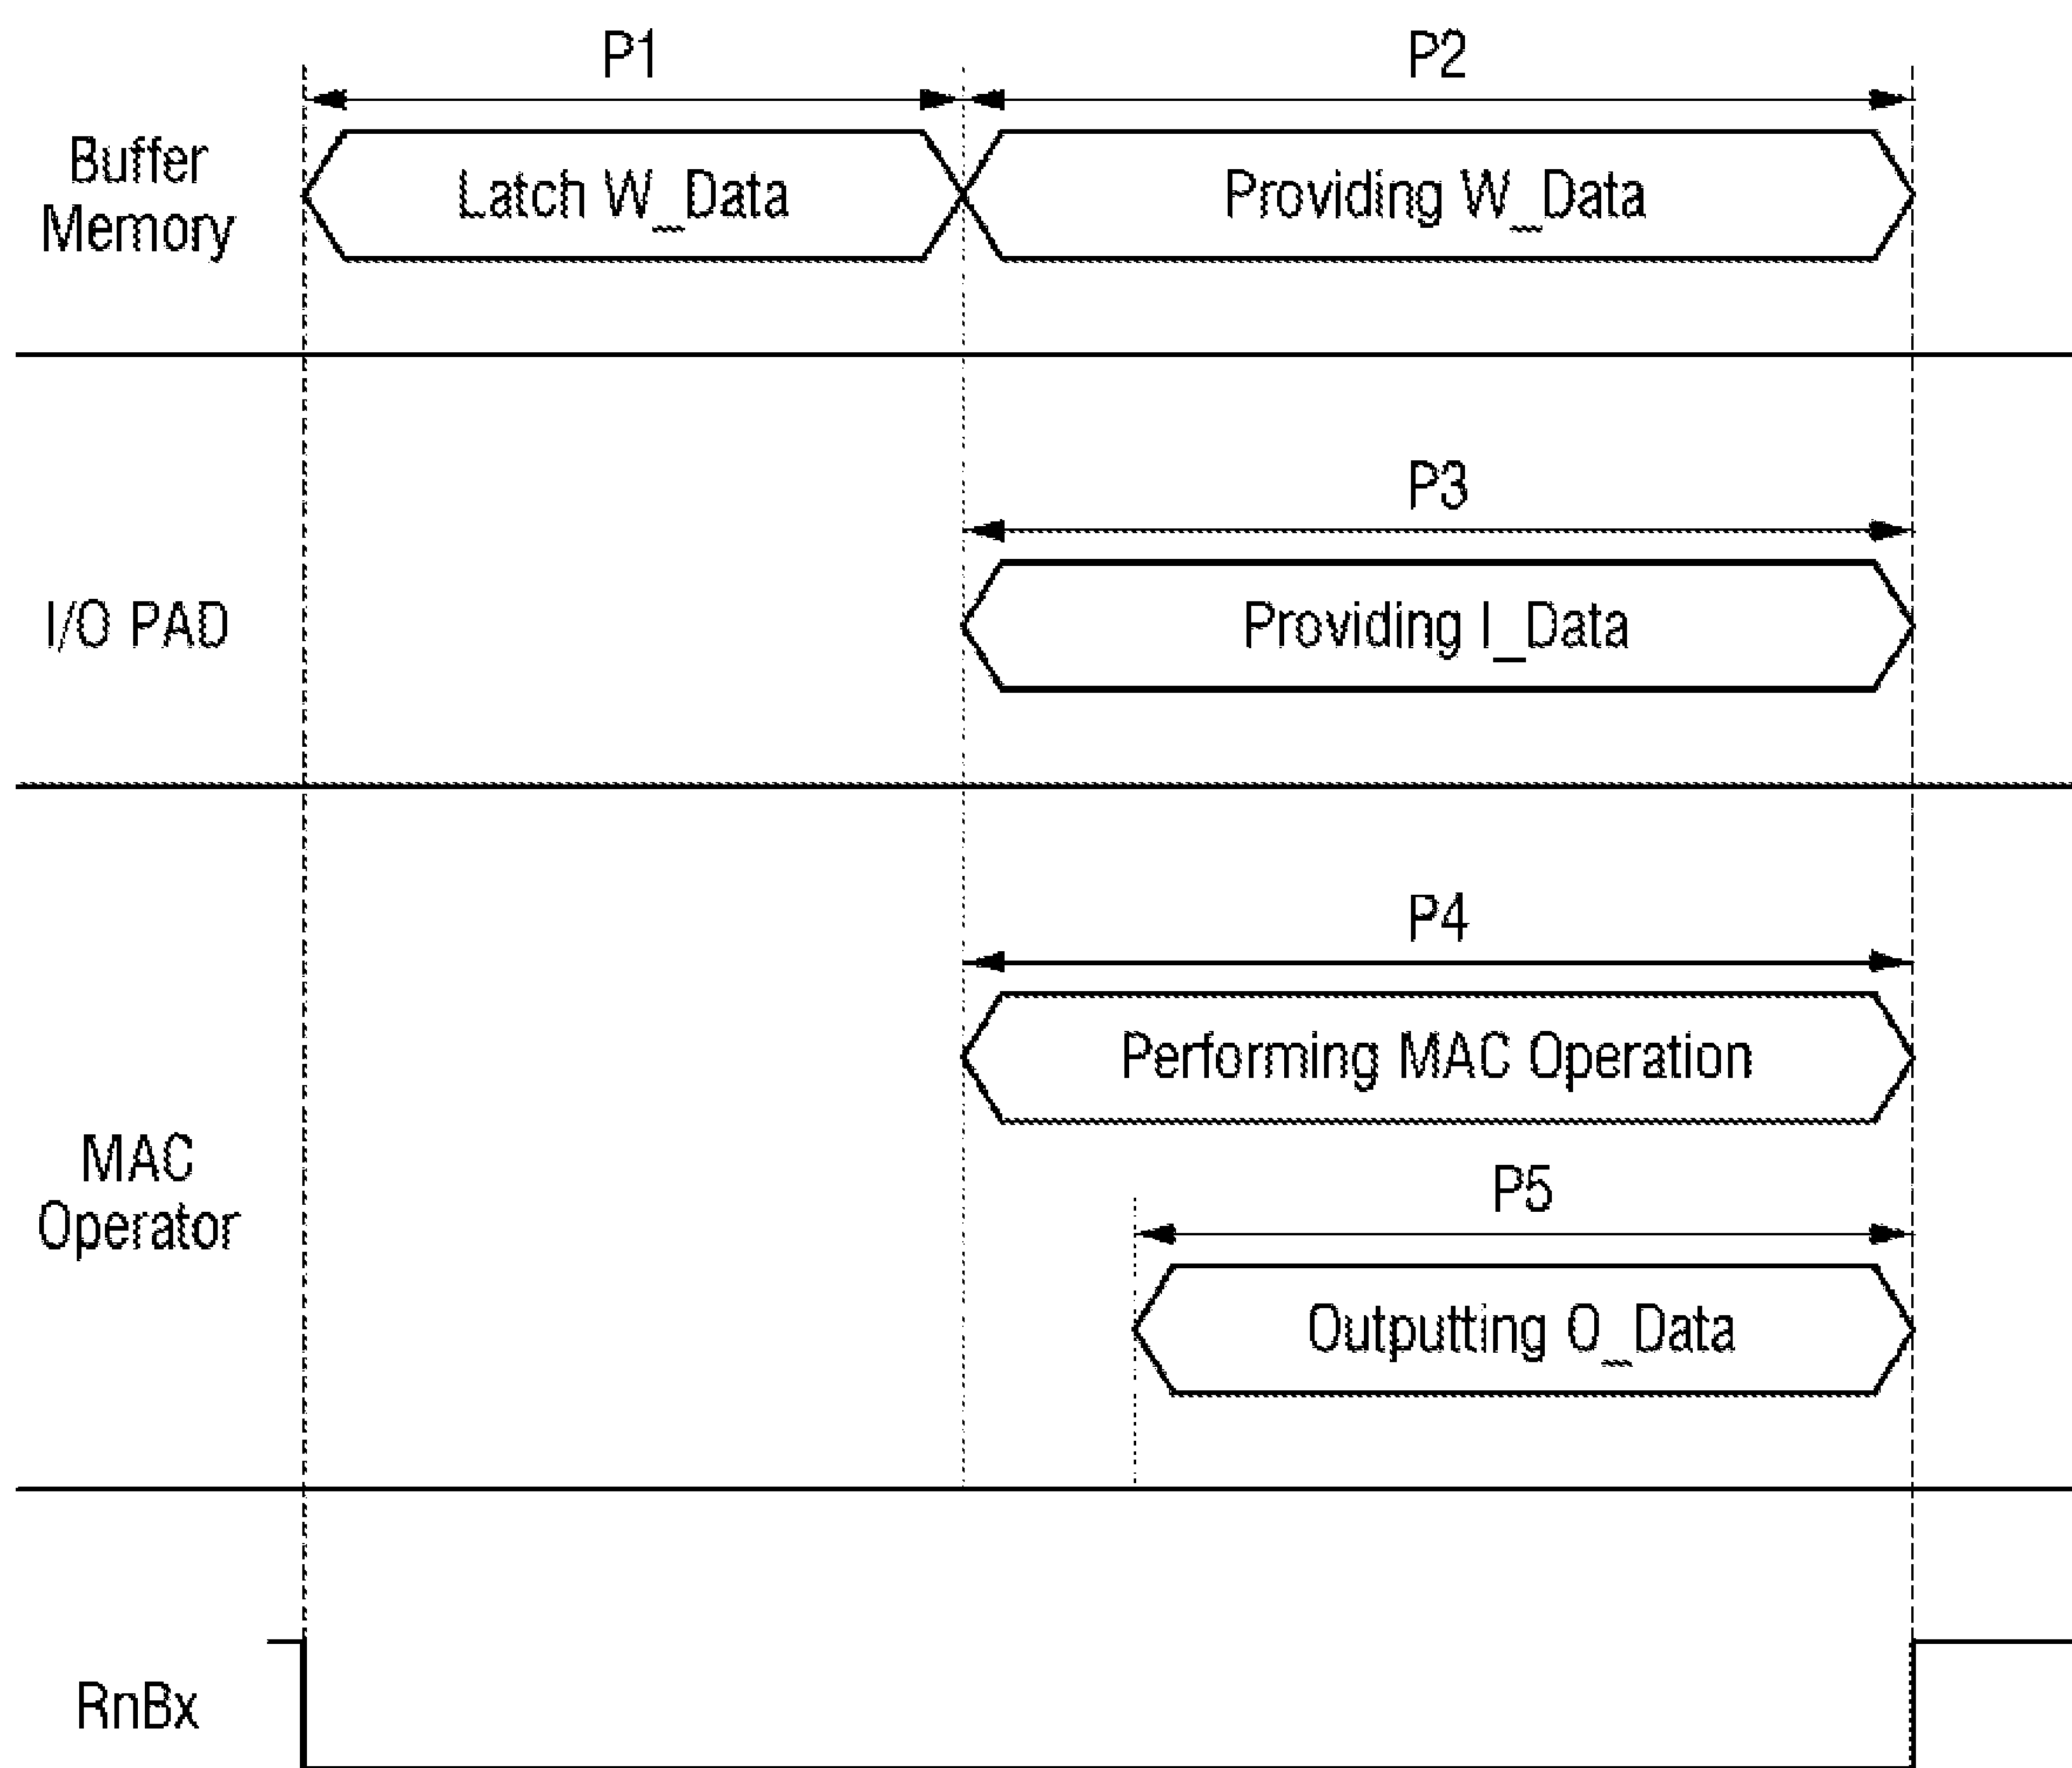 P1
P2
Buffer
Memory
Latch W_Data
Providing W_Data
P3
I/O PAD
Providing I_Data
P4
Performing MAC Operation
MAC
Operator
P5
Outputting O_Data
RnBx